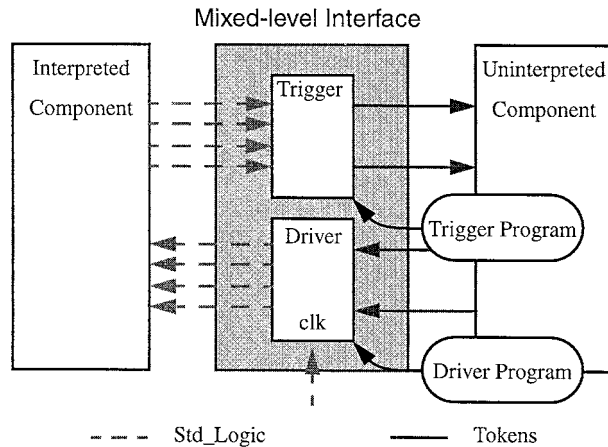 Mixed-level Interface
Interpreted
Component
Trigger
Uninterpreted
Component
Trigger Program
Driver
clk
Driver Program
Std_Logic
Tokens